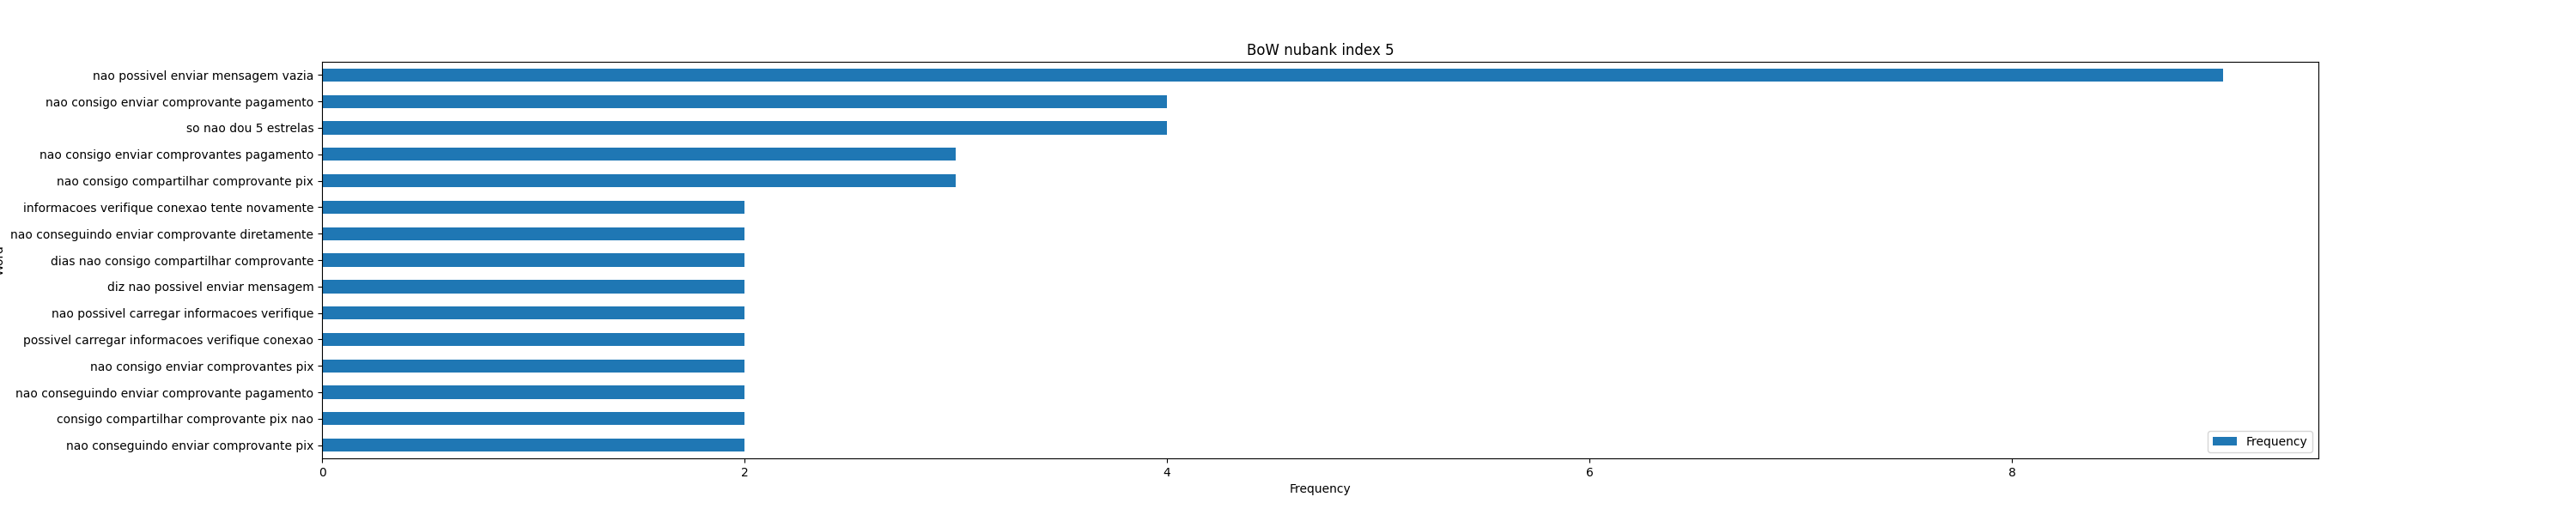 BoW nubank index 5
nao possivel enviar mensagem vazia
nao consigo enviar comprovante pagamento
so nao dou 5 estrelas
nao consigo enviar comprovantes pagamento
nao consigo compartilhar comprovante pix
informacoes verifique conexao tente novamente
nao conseguindo enviar comprovante diretamente
dias nao consigo compartilhar comprovante
diz nao possivel enviar mensagem
nao possivel carregar informacoes verifique
possivel carregar informacoes verifique conexao
nao consigo enviar comprovantes pix
nao conseguindo enviar comprovante pagamento
consigo compartilhar comprovante pix nao
nao conseguindo enviar comprovante pix
Frequency
0 2 4 6 8
Frequency